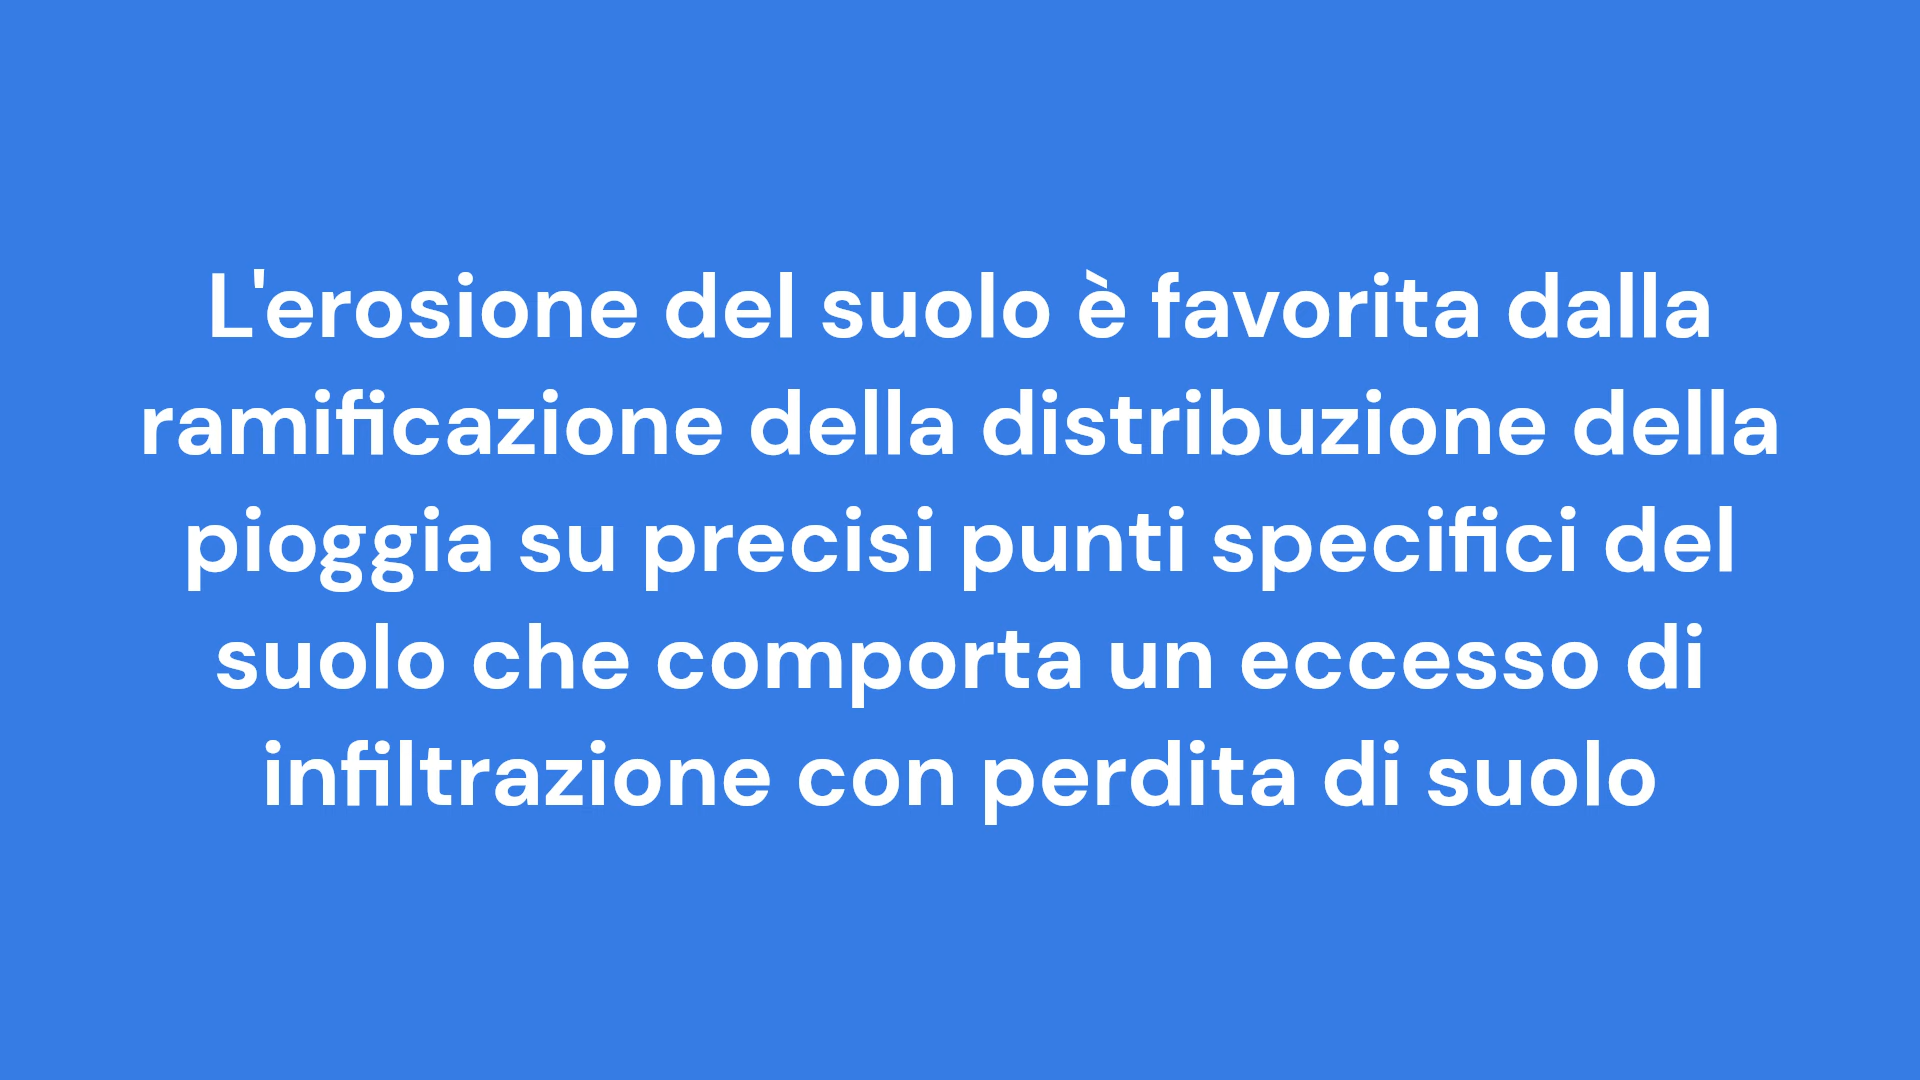 L'erosione del suolo è favorita dalla
ramificazione della distribuzione della
pioggia su precisi punti specifici del
suolo che comporta un eccesso di
infiltrazione con perdita di suolo